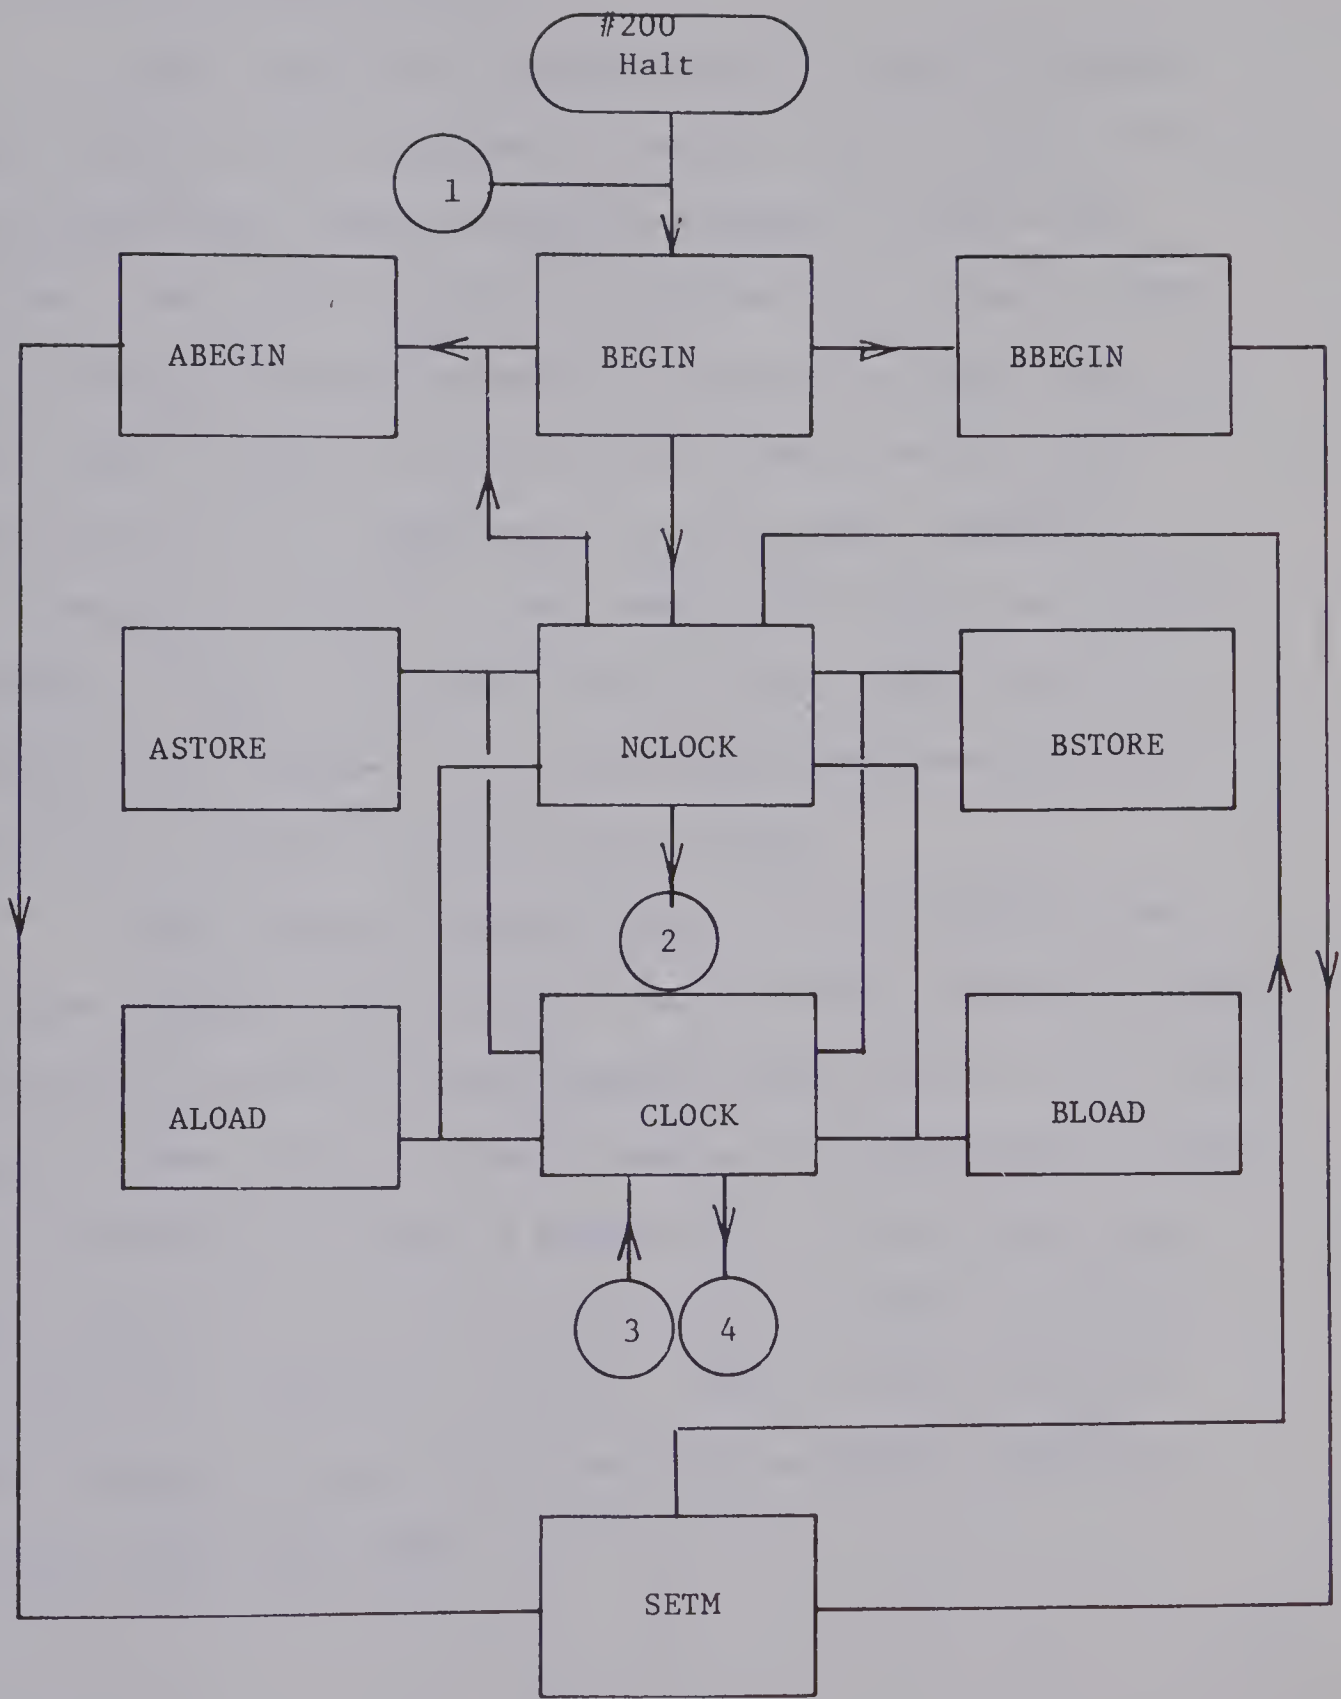 #200
Halt
1
ABEGIN
BEGIN
BBEGIN
ASTORE
NCLOCK
BSTORE
2
ALOAD
CLOCK
BLOAD
3
4
SETM